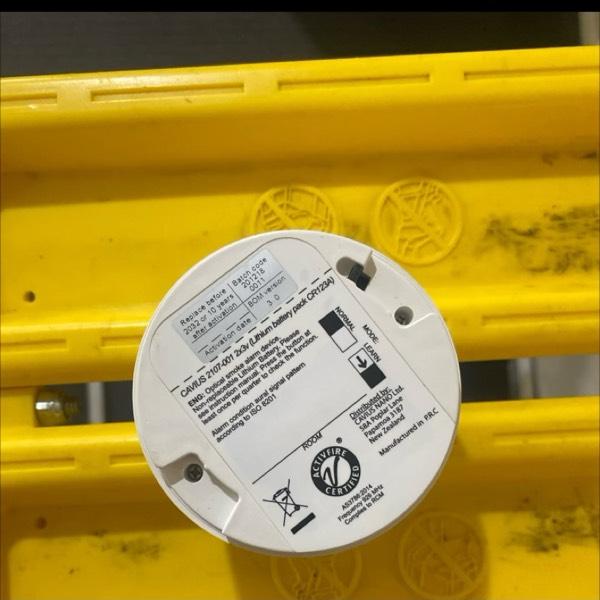 Replace before
2032 or 10 years
after activation
Batch code
201218
0011
Activation date
BOM version
3.0
CAVIUS 2107-001 2x3v (Lithium battery pack CR123A)
ENG: Optical smoke alarm device.
Non-replaceable Lithium Battery. Please
see instruction manual. Press the button at
least once per quarter to check the function.
Alarm condition aural signal pattern
according to ISO 8201
MODE:
NORMAL
LEARN
ROOM
ACTIVFIRE
CERTIFIED
®
Distributed by:
CAVIUS NANO Ltd.
58A Poplar Lane
Papamoa 3187
New Zealand
Manufactured in P.R.C
AS3786:2014
Frequency 926 MHz
Complies to RCM